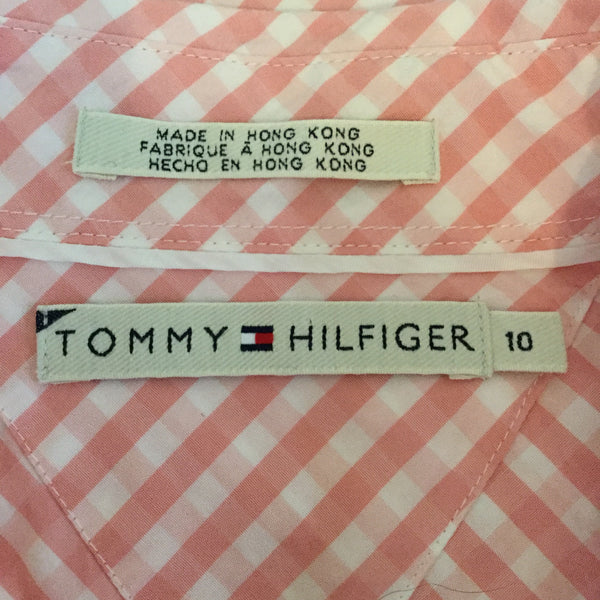 MADE IN HONG KONG
FABRIQUE À HONG KONG
HECHO EN HONG KONG
TOMMY HILFIGER 10